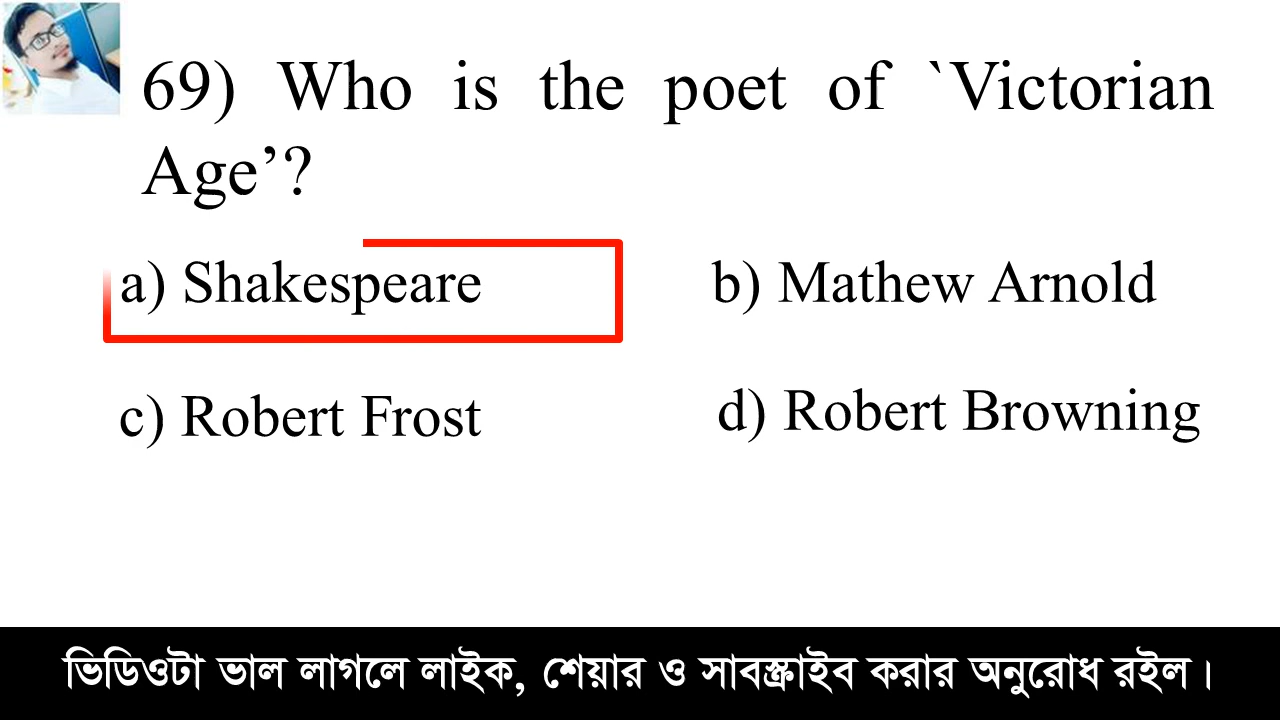 69) Who is the poet of `Victorian
Age’?
a) Shakespeare
b) Mathew Arnold
c) Robert Frost
d) Robert Browning
ভিডিওটা ভাল লাগলে লাইক, শেয়ার ও সাবস্ক্রাইব করার অনুরোধ রইল।